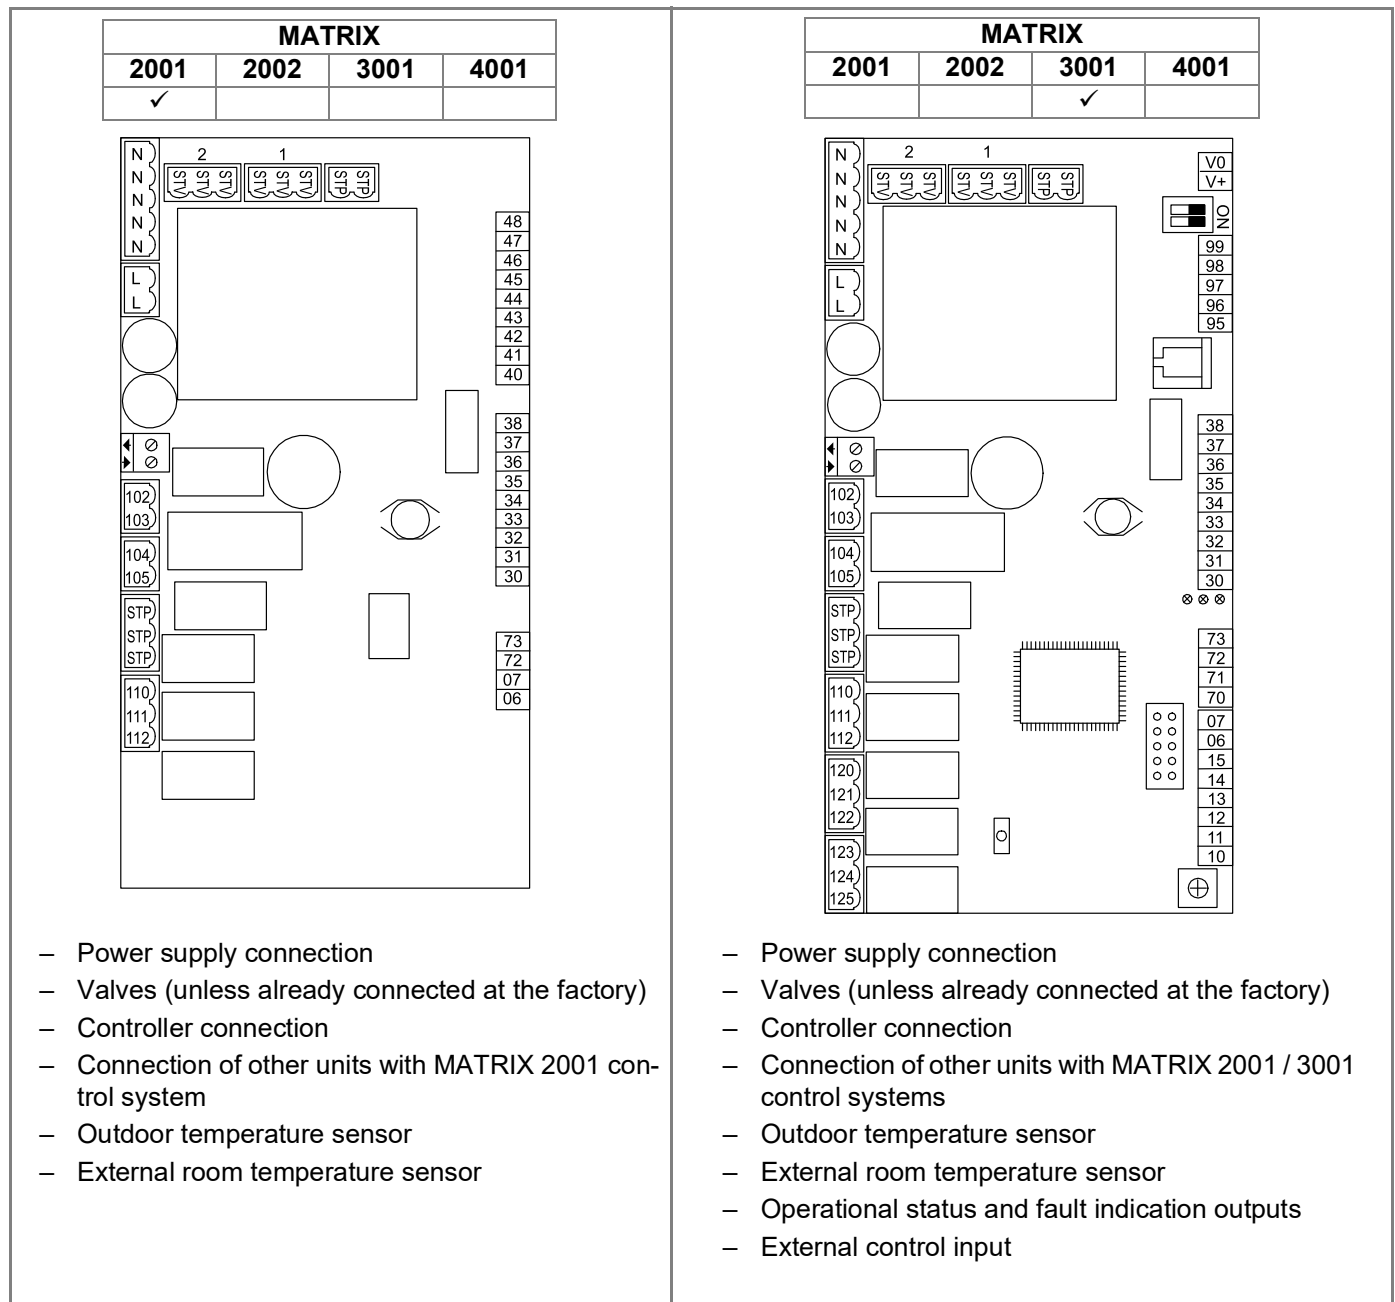 MATRIX
2001 2002 3001 4001
✓
N
N
N
N
N
L
L
2 1
STV STV STV STV STV STV STP STP
48
47
46
45
44
43
42
41
40
38
37
36
35
34
33
32
31
30
73
72
07
06
102
103
104
105
STP
STP
STP
110
111
112
– Power supply connection
– Valves (unless already connected at the factory)
– Controller connection
– Connection of other units with MATRIX 2001 con-
trol system
– Outdoor temperature sensor
– External room temperature sensor
MATRIX
2001 2002 3001 4001
✓
N
N
N
N
N
L
L
2 1
STV STV STV STV STV STV STP STP
V0
V+
ON
99
98
97
96
95
38
37
36
35
34
33
32
31
30
73
72
71
70
07
06
15
14
13
12
11
10
102
103
104
105
STP
STP
STP
110
111
112
120
121
122
123
124
125
– Power supply connection
– Valves (unless already connected at the factory)
– Controller connection
– Connection of other units with MATRIX 2001 / 3001
control systems
– Outdoor temperature sensor
– External room temperature sensor
– Operational status and fault indication outputs
– External control input